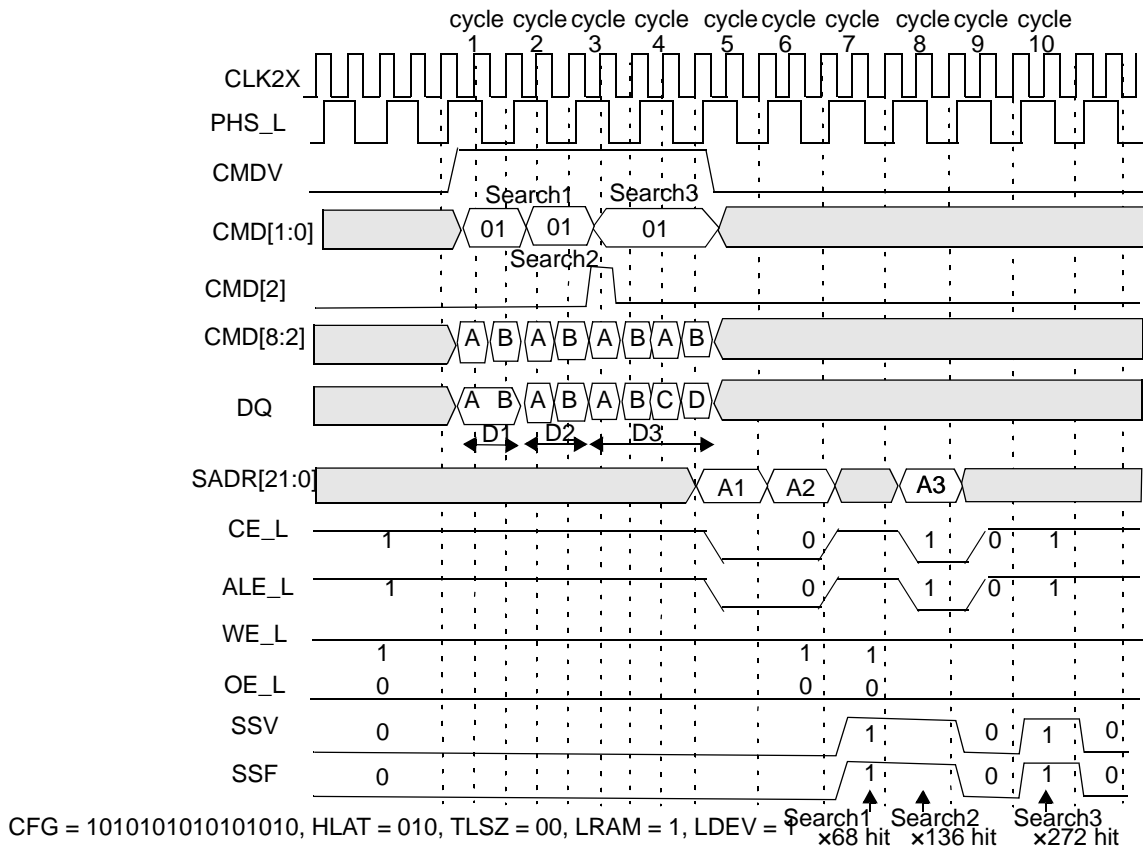 cycle cycle cycle cycle cycle cycle cycle cycle cycle cycle
1 2 3 4 5 6 7 8 9 10
CLK2X
PHS_L
CMDV
Search1 Search3
CMD[1:0] 01 01 01
Search2
CMD[2]
CMD[8:2] A B A B A B A B
DQ A B A B A B C D
D1 D2 D3
SADR[21:0] A1 A2 A3
CE_L 1 0 1 0 1
ALE_L 1 0 1 0 1
WE_L
1 1 1
OE_L 0 0 0
SSV 0 1 0 1 0
SSF 0 1 0 1 0
Search1 Search2 Search3
CFG = 1010101010101010, HLAT = 010, TLSZ = 00, LRAM = 1, LDEV = 1
×68 hit ×136 hit ×272 hit